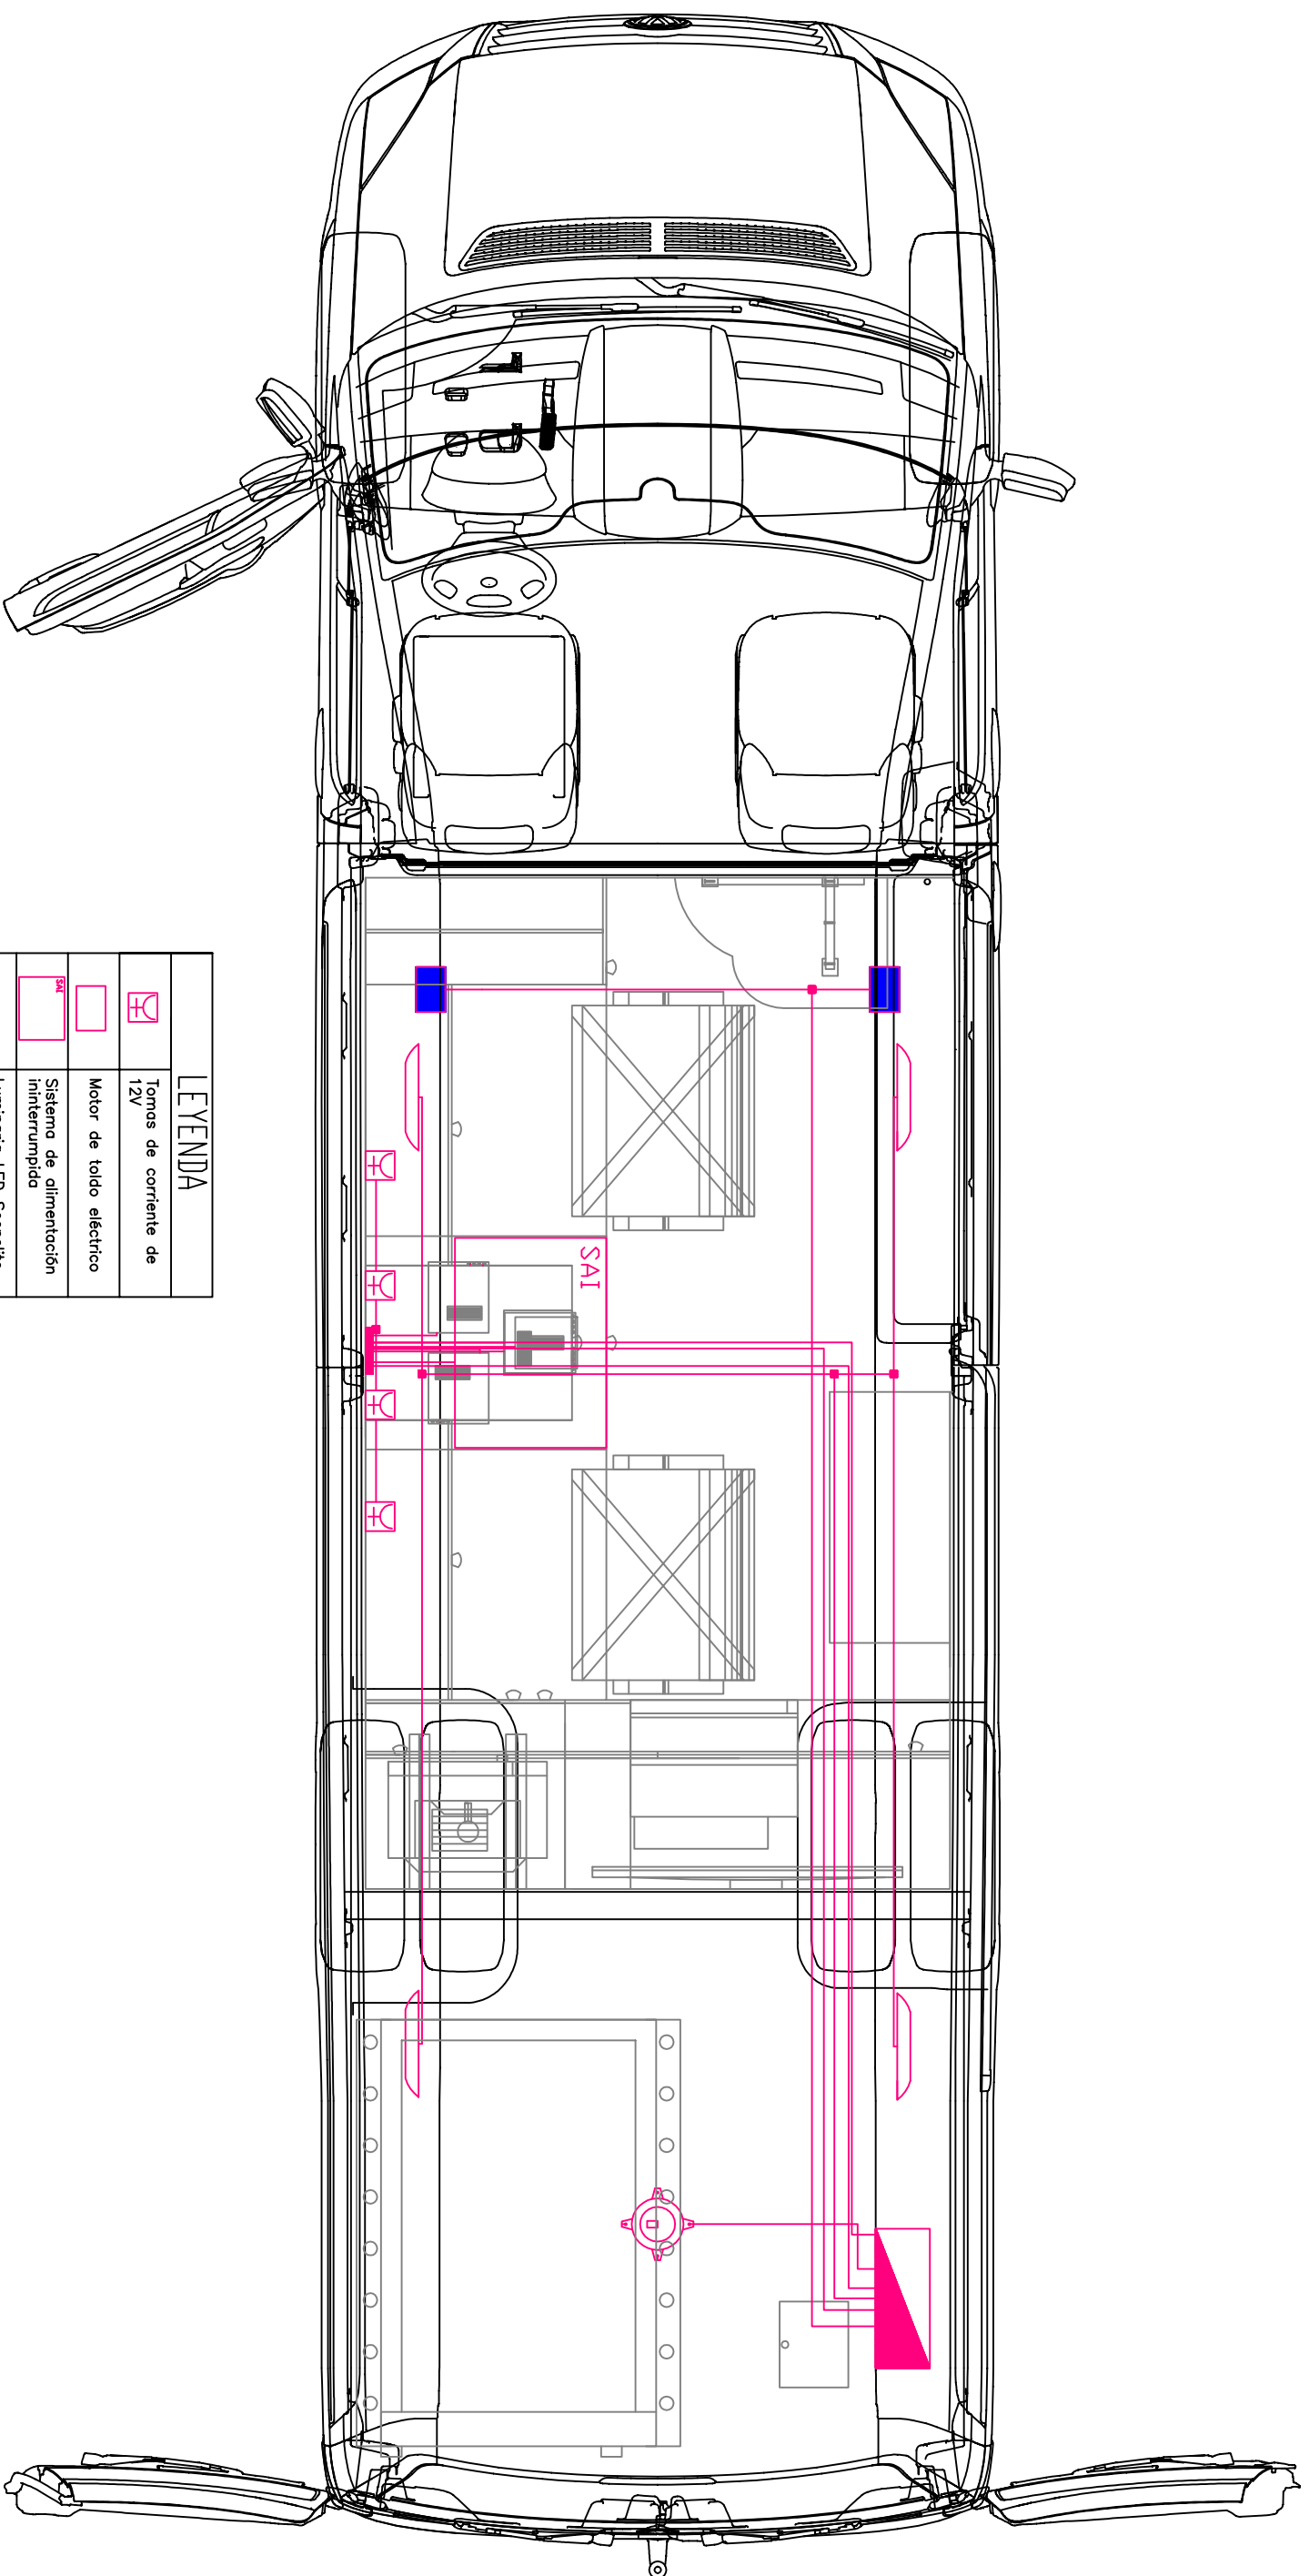 LEYENDA
Tomas de corriente de
12V
Motor de toldo eléctrico
SAI
Sistema de alimentación
ininterrumpida
SAI